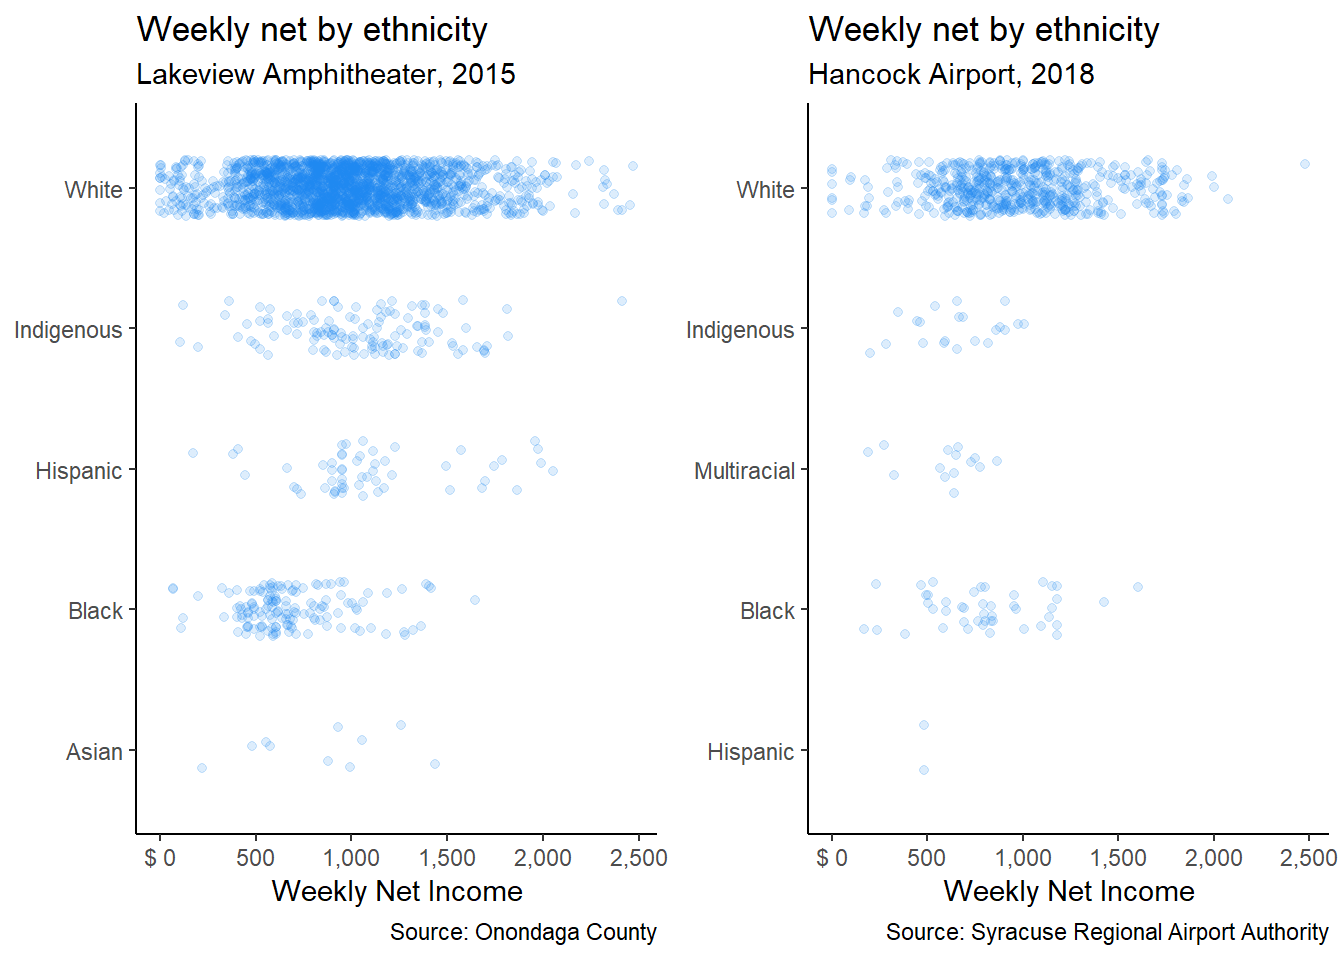 Weekly net by ethnicity
Lakeview Amphitheater, 2015
White
Indigenous
Hispanic
Black
Asian
$ 0 500 1,000 1,500 2,000 2,500
Weekly Net Income
Source: Onondaga County
Weekly net by ethnicity
Hancock Airport, 2018
White
Indigenous
Multiracial
Black
Hispanic
$ 0 500 1,000 1,500 2,000 2,500
Weekly Net Income
Source: Syracuse Regional Airport Authority